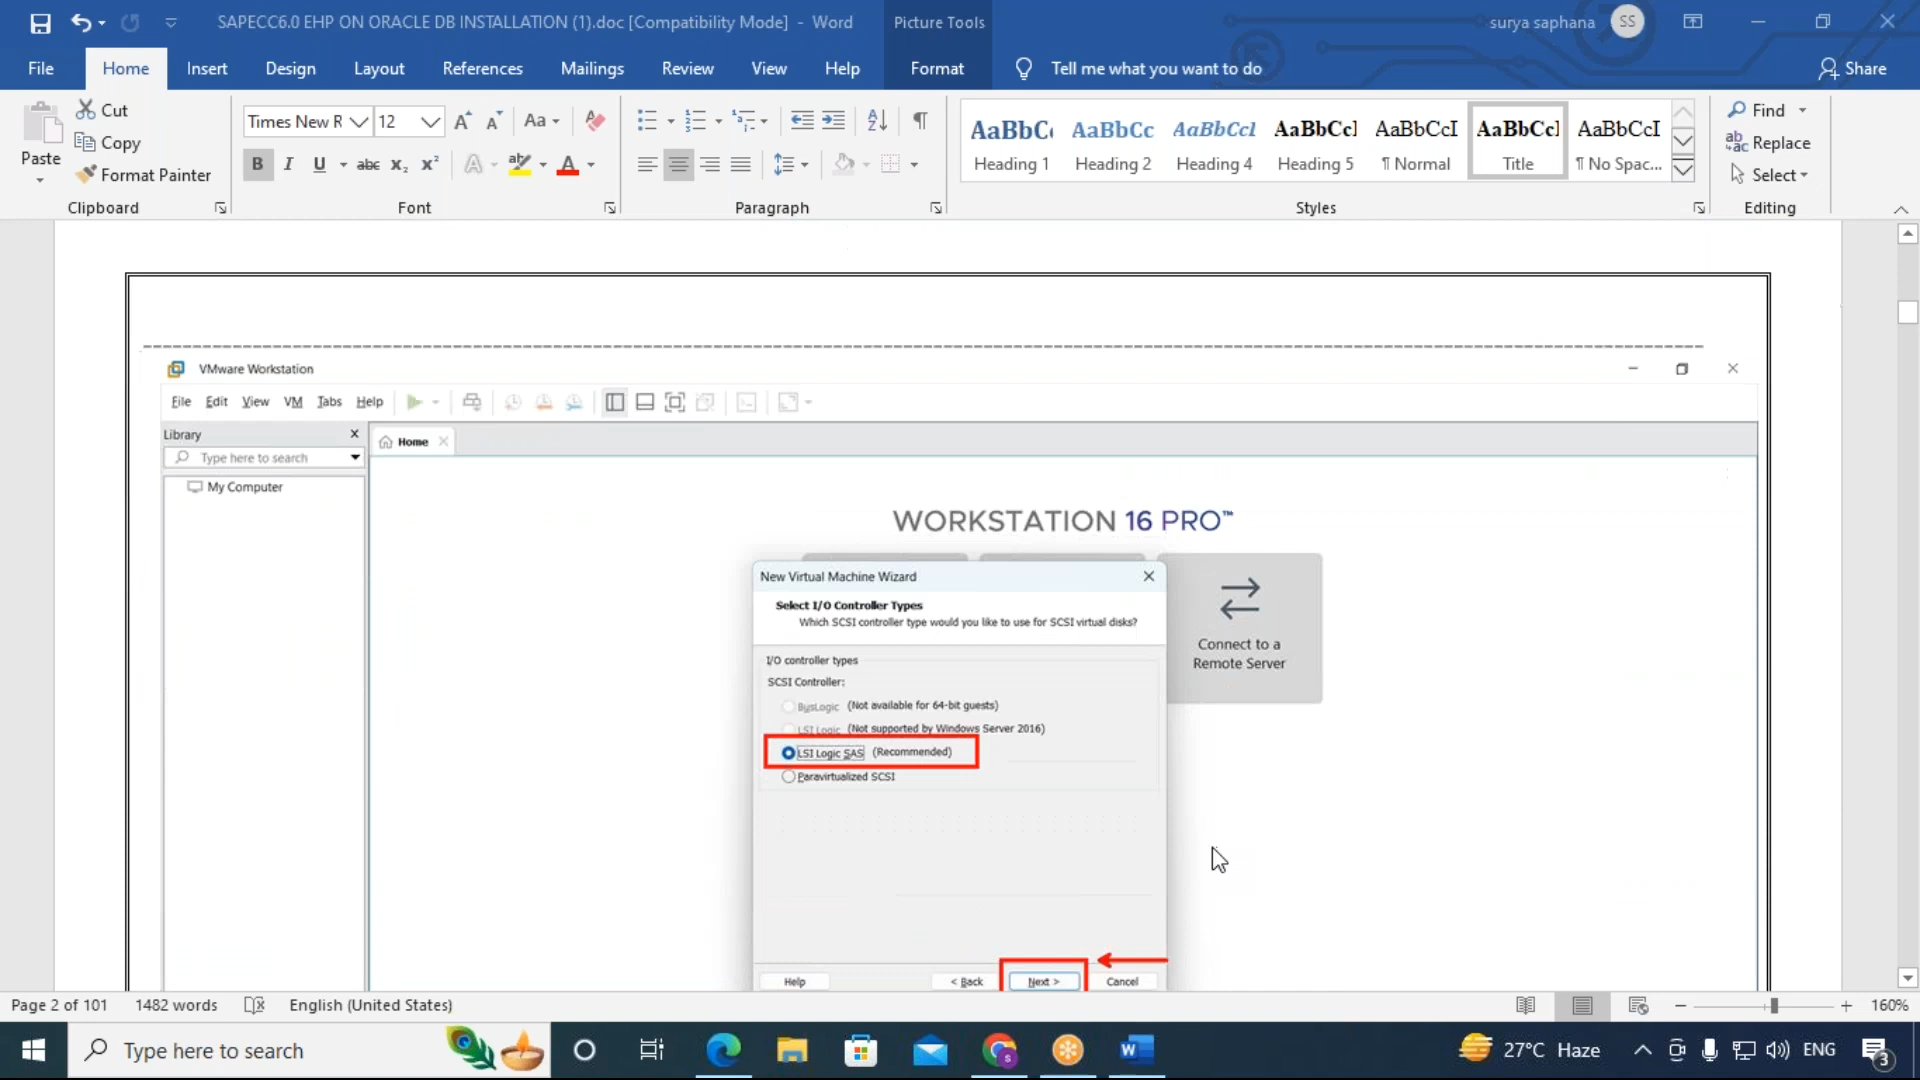 SAPECC6.0 EHP ON ORACLE DB INSTALLATION (1).doc [Compatibility Mode] - Word
Picture Tools
surya saphana
SS
File Home Insert Design Layout References Mailings Review View Help Format Tell me what you want to do
Share
Paste
Cut
Copy
Format Painter
Clipboard
Times New R 12
Aa
B I U abc x₂ x²
A
Font
Paragraph
AaBbC( AaBbCc AaBbCcl AaBbCcI AaBbCcI AaBbCcI AaBbCcI
Heading 1 Heading 2 Heading 4 Heading 5 ¶ Normal Title ¶ No Spac...
Styles
Find
Replace
Select
Editing
VMware Workstation
File Edit View VM Tabs Help
Library
Type here to search
My Computer
Home
WORKSTATION 16 PRO™
Connect to a
Remote Server
New Virtual Machine Wizard
Select I/O Controller Types
Which SCSI controller type would you like to use for SCSI virtual disks?
I/O controller types
SCSI Controller:
BusLogic (Not available for 64-bit guests)
LSI Logic (Not supported by Windows Server 2016)
LSI Logic SAS (Recommended)
Paravirtualized SCSI
Help < Back Next > Cancel
Page 2 of 101 1482 words English (United States)
160%
Type here to search
27°C Haze
ENG
3